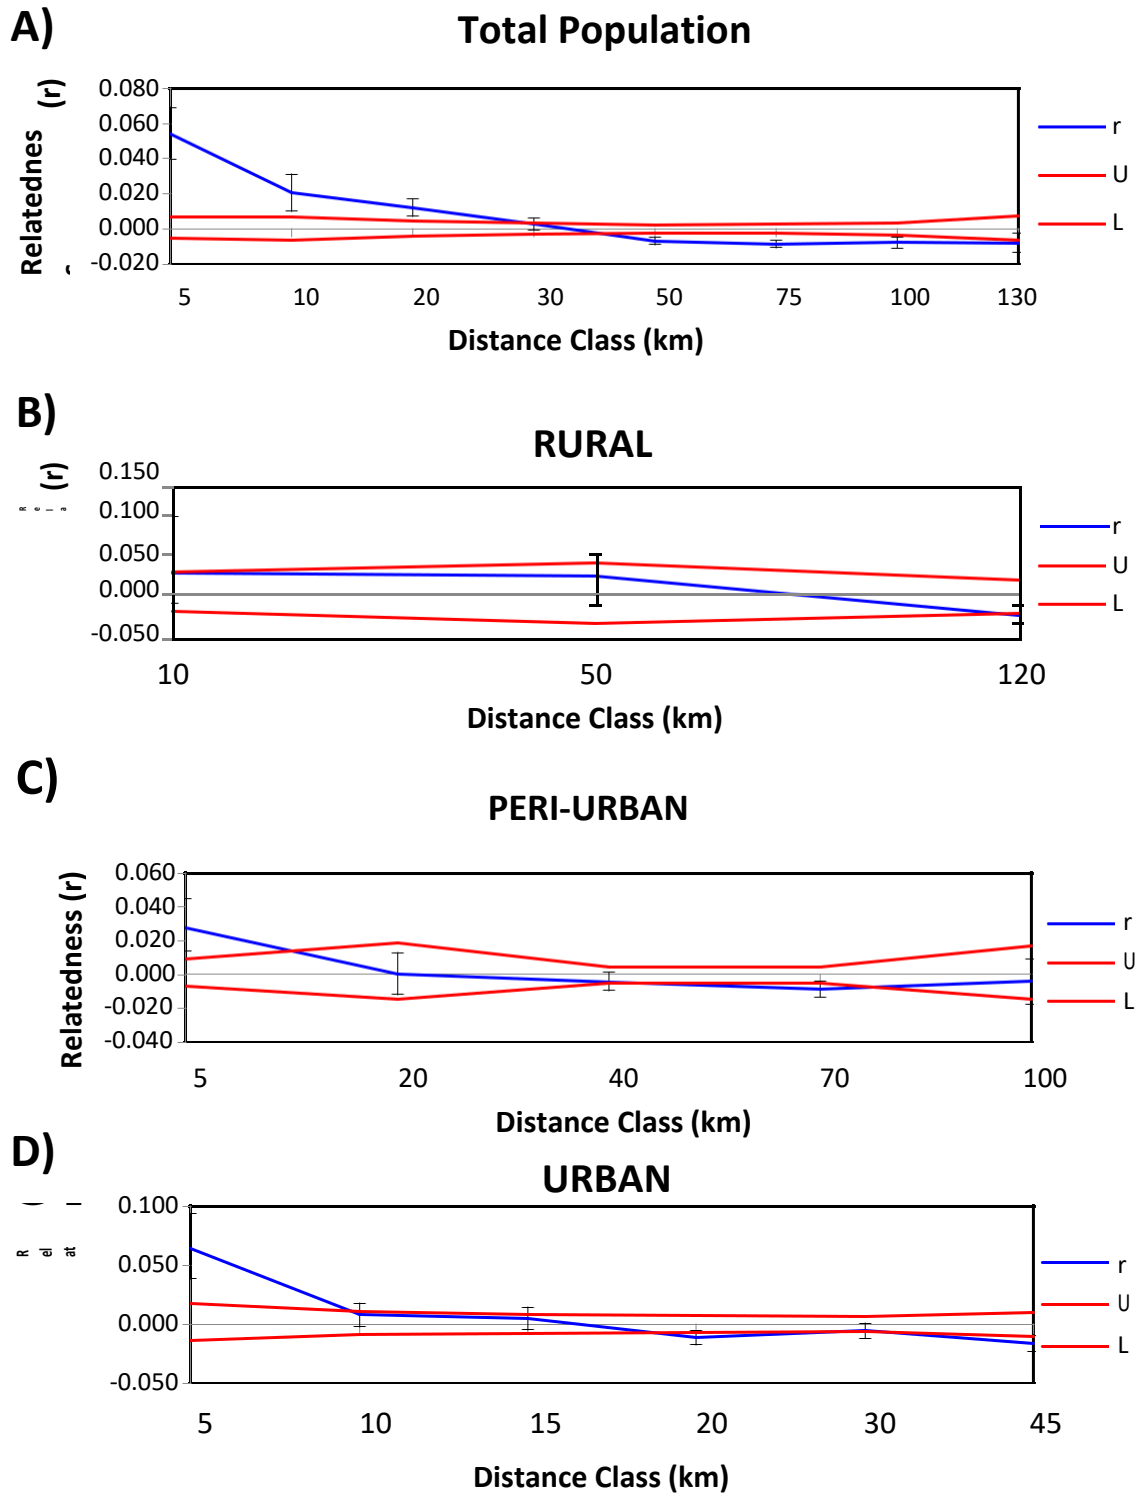 A)
Total Population
Relatednes (r)
0.080
0.060
0.040
0.020
0.000
-0.020
r
U
L
5 10 20 30 50 75 100 130
Distance Class (km)
B)
RURAL
(r)
R e l a
0.150
0.100
0.050
0.000
-0.050
r
U
L
10 50 120
Distance Class (km)
C)
PERI-URBAN
Relatedness (r)
0.060
0.040
0.020
0.000
-0.020
-0.040
r
U
L
5 20 40 70 100
Distance Class (km)
D)
URBAN
R el at
0.100
0.050
0.000
-0.050
r
U
L
5 10 15 20 30 45
Distance Class (km)